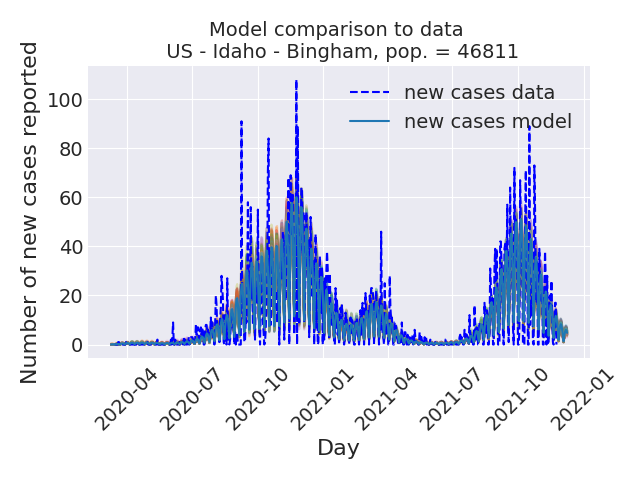 Model comparison to data
US - Idaho - Bingham, pop. = 46811
Number of new cases reported
100
80
60
40
20
0
new cases data
new cases model
2020-04
2020-07
2020-10
2021-01
2021-04
2021-07
2021-10
2022-01
Day